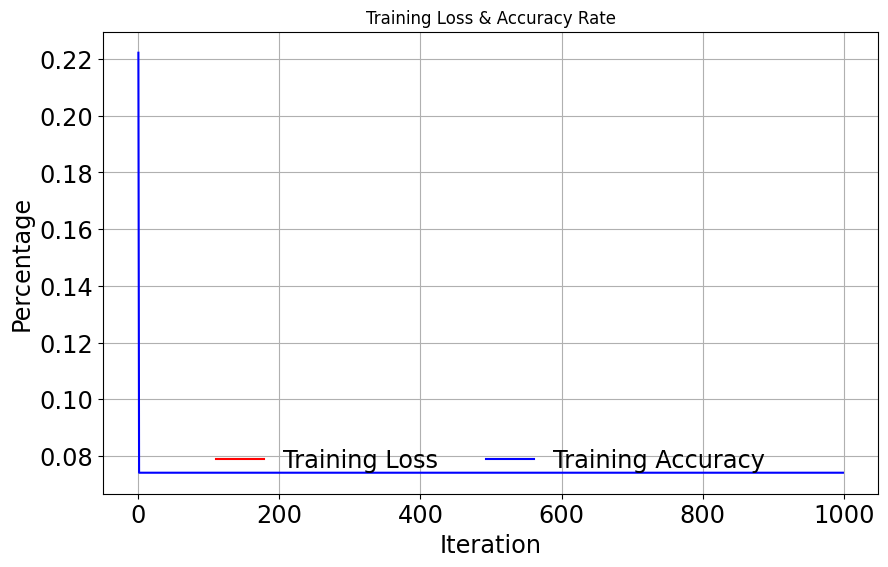 Training Loss & Accuracy Rate
0.22
0.20
0.18
0.16
0.14
0.12
0.10
0.08
Percentage
Training Loss Training Accuracy
0 200 400 600 800 1000
Iteration